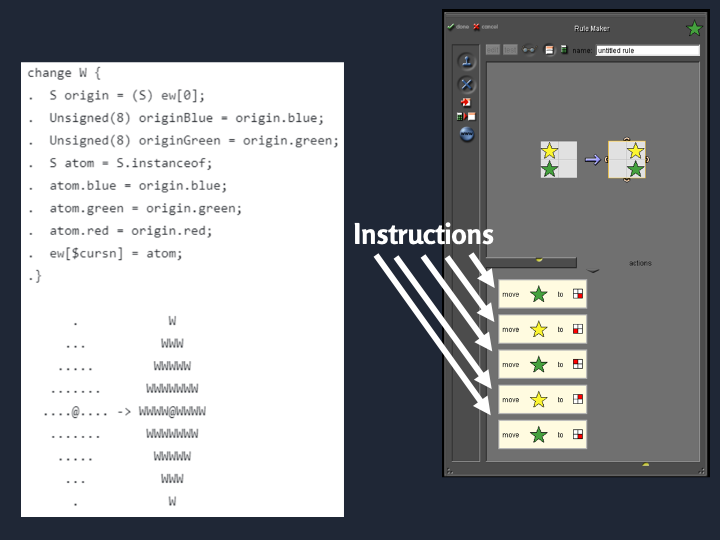 change W {
.  S origin = (S) ew[0];
.  Unsigned(8) originBlue = origin.blue;
.  Unsigned(8) originGreen = origin.green;
.  S atom = S.instanceof;
.  atom.blue = origin.blue;
.  atom.green = origin.green;
.  atom.red = origin.red;
.  ew[$cursn] = atom;
.}
.            W
...          WWW
.....        WWWWW
.......      WWWWWWW
....@.... -> WWWW@WWWW
.......      WWWWWWW
.....        WWWWW
...          WWW
.            W
Instructions
done cancel Rule Maker
name: untitled rule
actions
move to
move to
move to
move to
move to